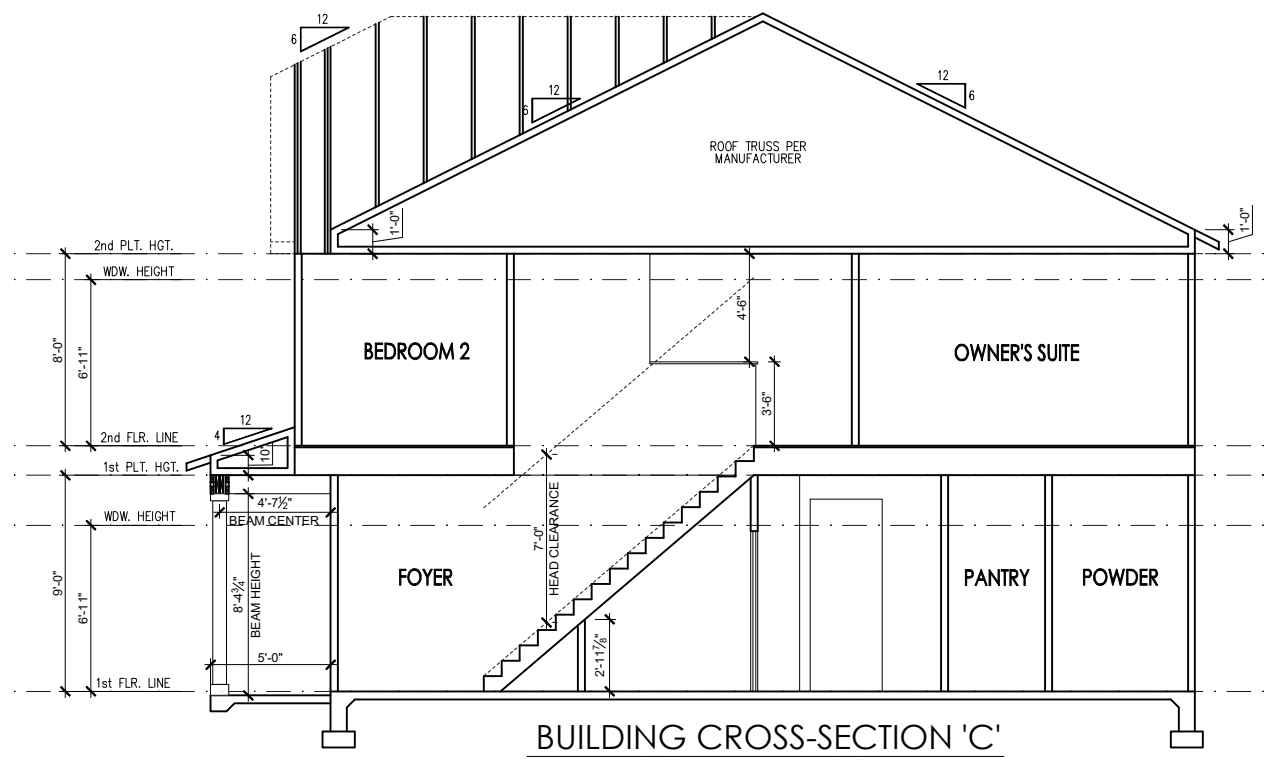 12
6
12
6
12
6
ROOF TRUSS PER
MANUFACTURER
1'-0"
1'-0"
2nd PLT. HGT.
WDW. HEIGHT
8'-0"
6'-11"
4'-6"
BEDROOM 2
OWNER'S SUITE
3'-6"
12
4
10"
2nd FLR. LINE
1st PLT. HGT.
4'-7½"
BEAM CENTER
WDW. HEIGHT
7'-0"
HEAD CLEARANCE
9'-0"
6'-11"
8'-4¾"
BEAM HEIGHT
FOYER
PANTRY
POWDER
2'-11⅞"
5'-0"
1st FLR. LINE
BUILDING CROSS-SECTION 'C'